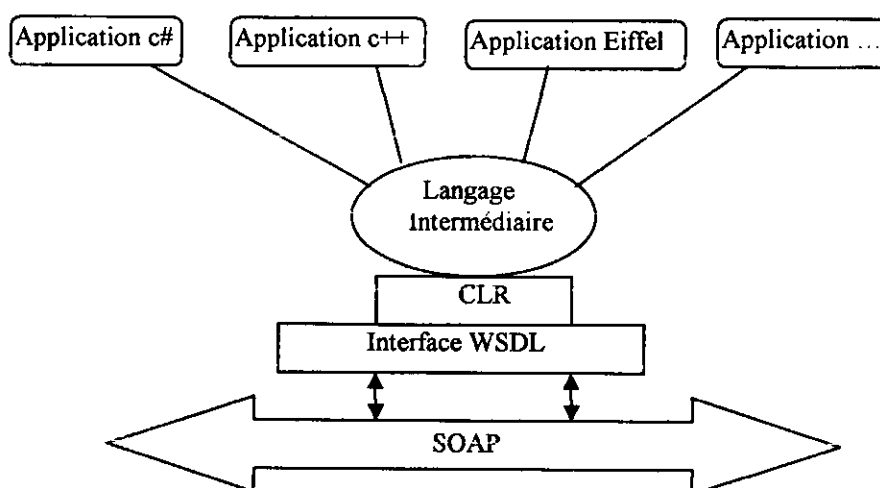 Application c#
Application c++
Application Eiffel
Application ...
Langage
Intermédiaire
CLR
Interface WSDL
SOAP